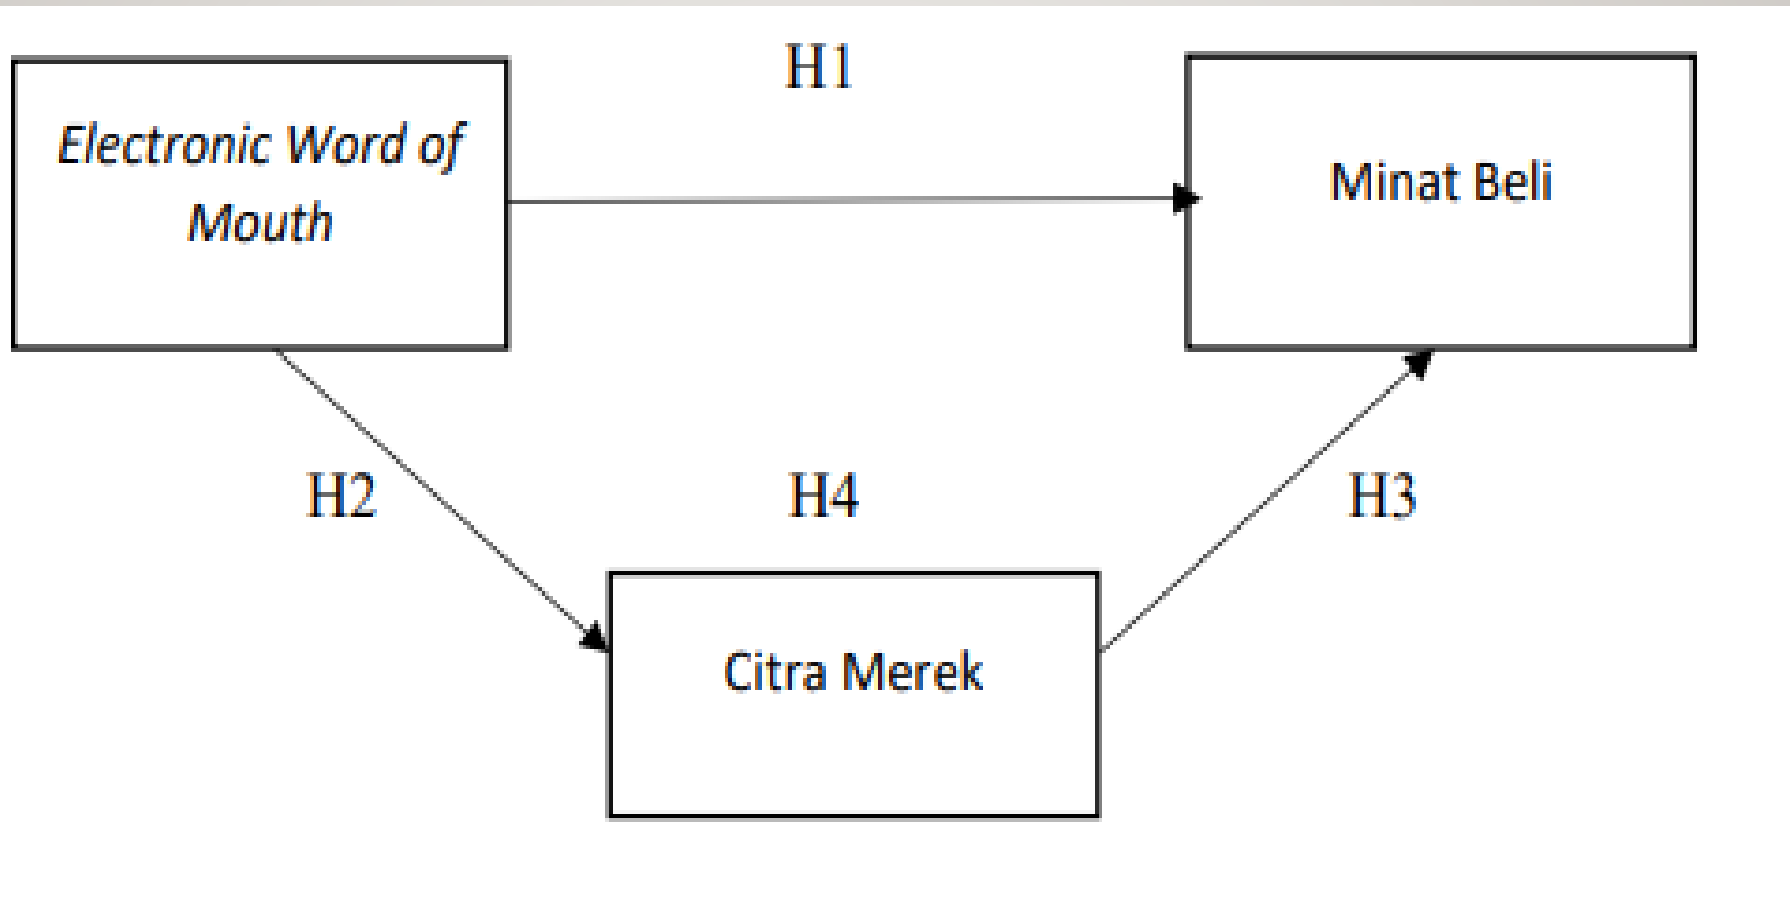 H1
Electronic Word of
Mouth
Minat Beli
H2
H4
H3
Citra Merek